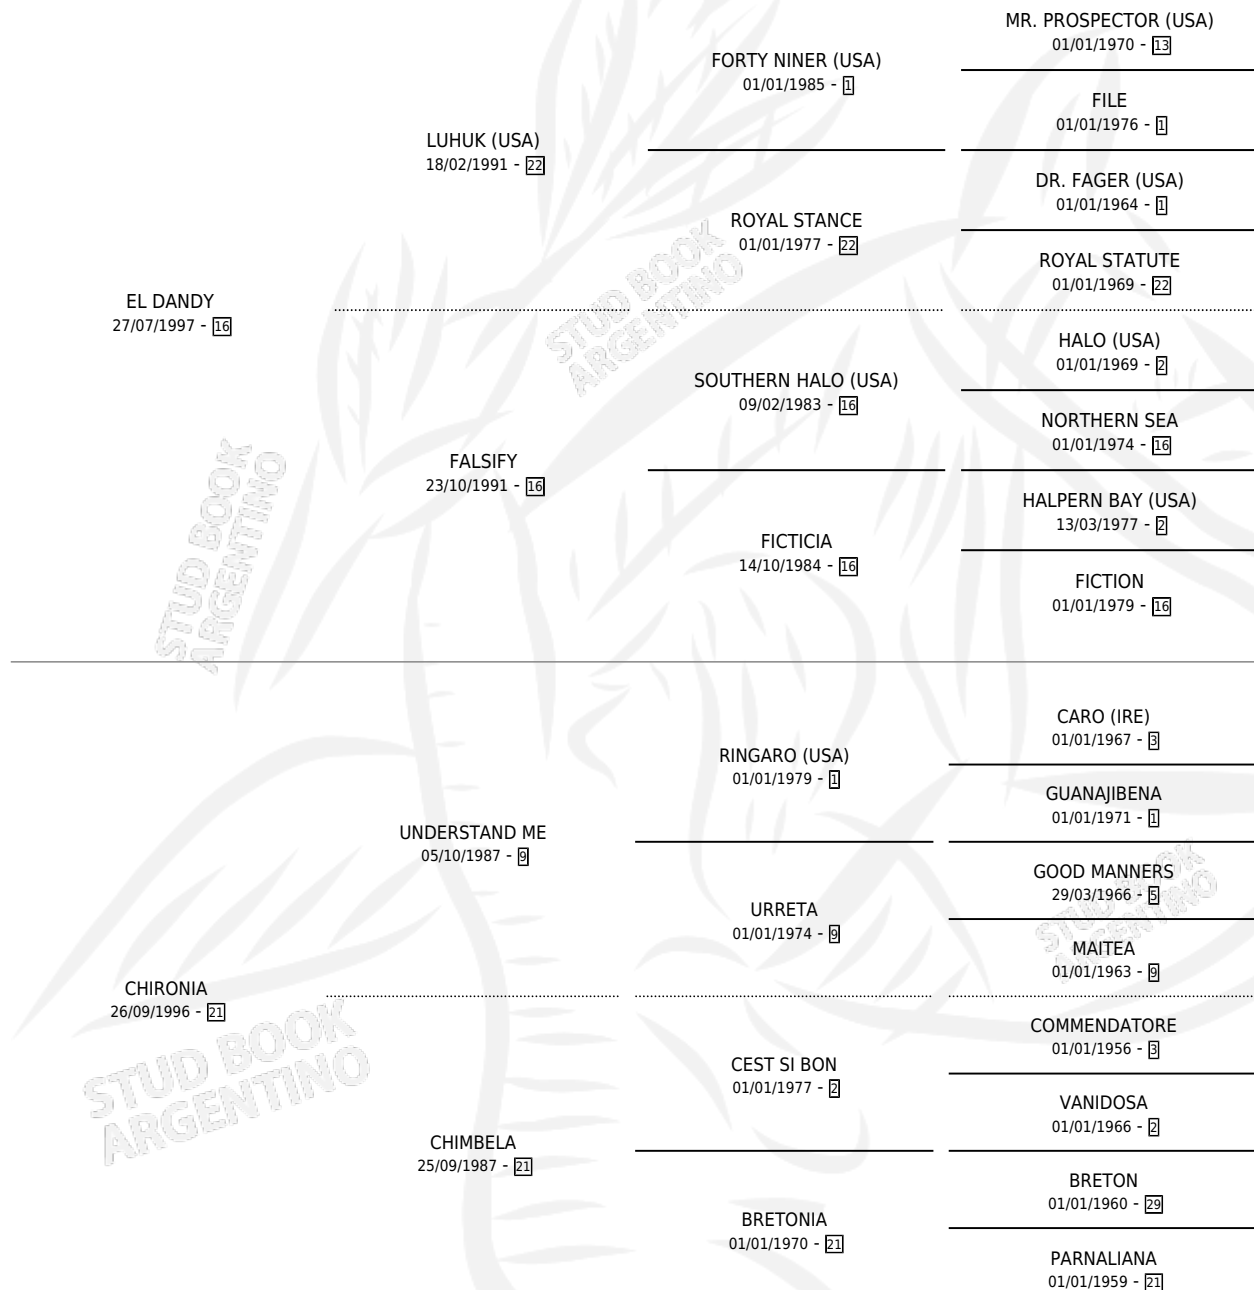 MR. PROSPECTOR (USA)
01/01/1970 - 13
FORTY NINER (USA)
01/01/1985 - 1
FILE
01/01/1976 - 1
LUHUK (USA)
18/02/1991 - 22
DR. FAGER (USA)
01/01/1964 - 1
ROYAL STANCE
01/01/1977 - 22
ROYAL STATUTE
01/01/1969 - 22
STUD BOOK
ARGENTINO
EL DANDY
27/07/1997 - 16
HALO (USA)
01/01/1969 - 2
SOUTHERN HALO (USA)
09/02/1983 - 16
NORTHERN SEA
01/01/1974 - 16
FALSIFY
23/10/1991 - 16
HALPERN BAY (USA)
13/03/1977 - 2
FICTICIA
14/10/1984 - 16
FICTION
01/01/1979 - 16
STUD BOOK
ARGENTINO
CARO (IRE)
01/01/1967 - 3
RINGARO (USA)
01/01/1979 - 1
GUANAJIBENA
01/01/1971 - 1
UNDERSTAND ME
05/10/1987 - 9
GOOD MANNERS
29/03/1966 - 5
URRETA
01/01/1974 - 9
MAITEA
01/01/1963 - 9
STUD BOOK
ARGENTINO
CHIRONIA
26/09/1996 - 21
COMMENDATORE
01/01/1956 - 3
CEST SI BON
01/01/1977 - 2
VANIDOSA
01/01/1966 - 2
STUD BOOK
ARGENTINO
CHIMBELA
25/09/1987 - 21
BRETON
01/01/1960 - 29
BRETONIA
01/01/1970 - 21
PARNALIANA
01/01/1959 - 21